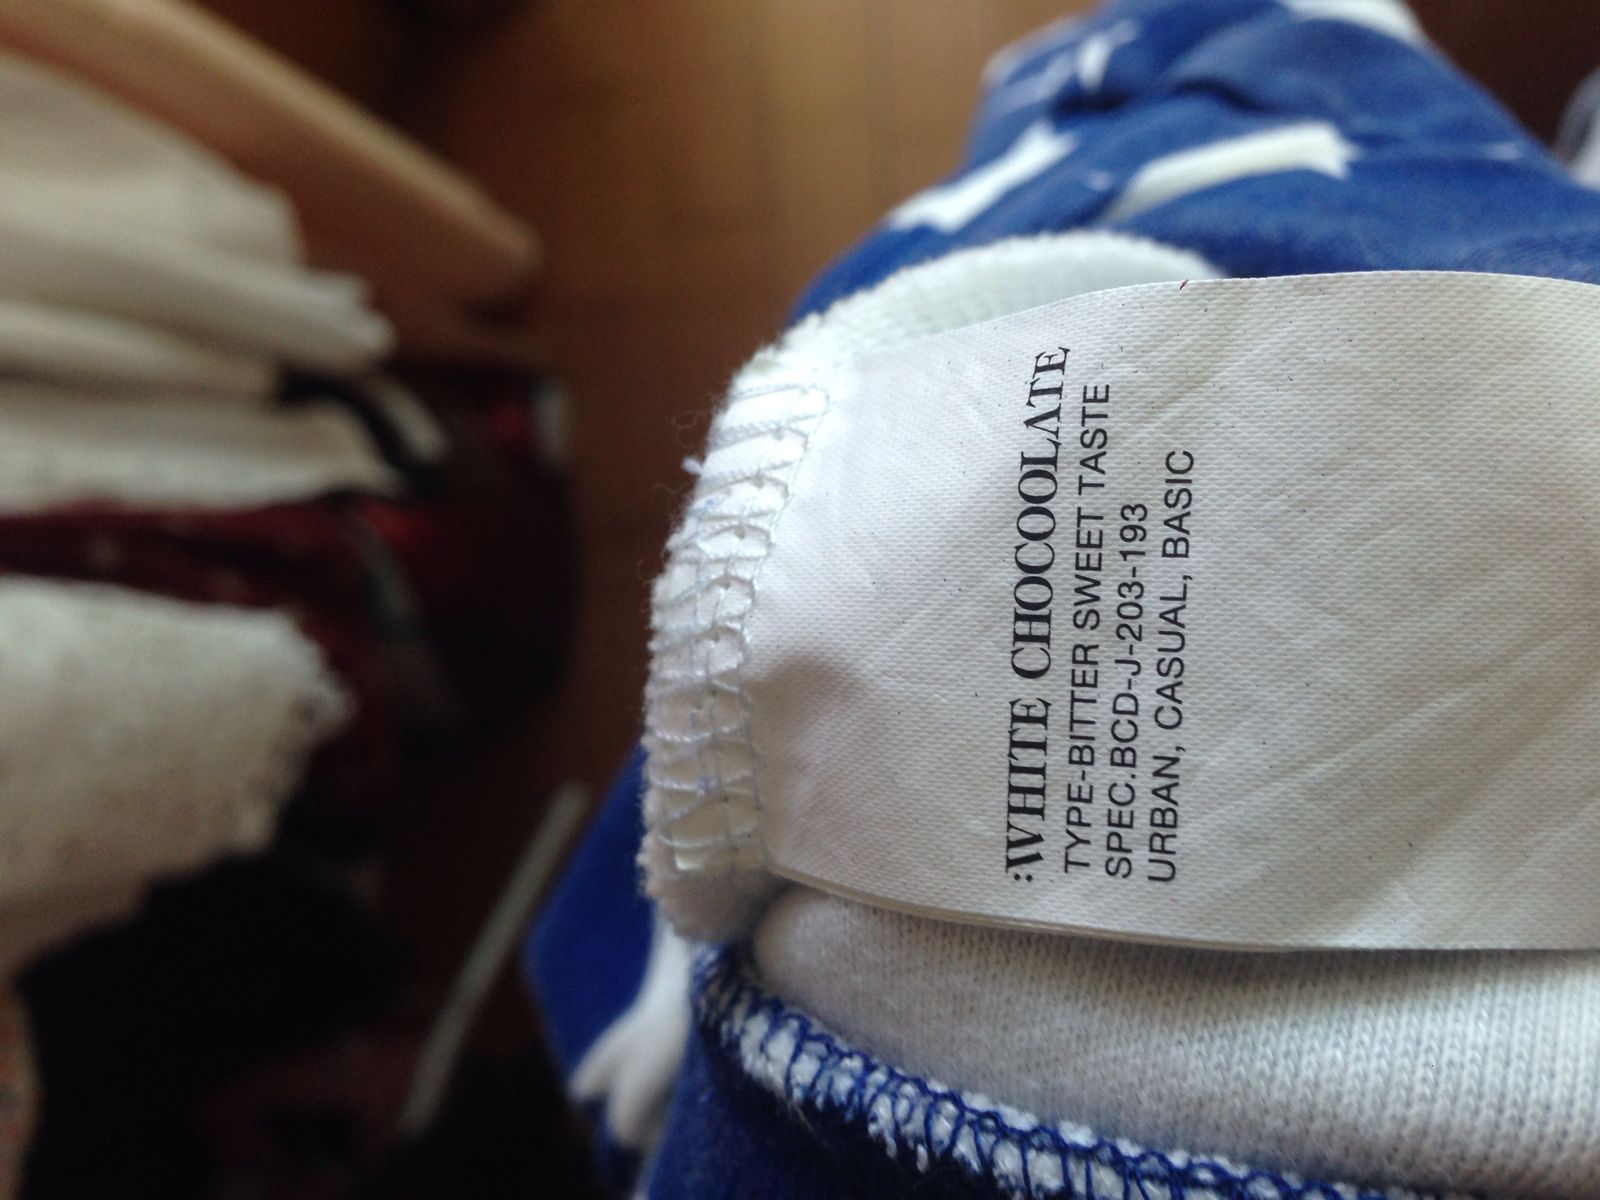 :WHITE CHOCOOLATE
TYPE-BITTER SWEET TASTE
SPEC.BCD-J-203-193
URBAN, CASUAL, BASIC